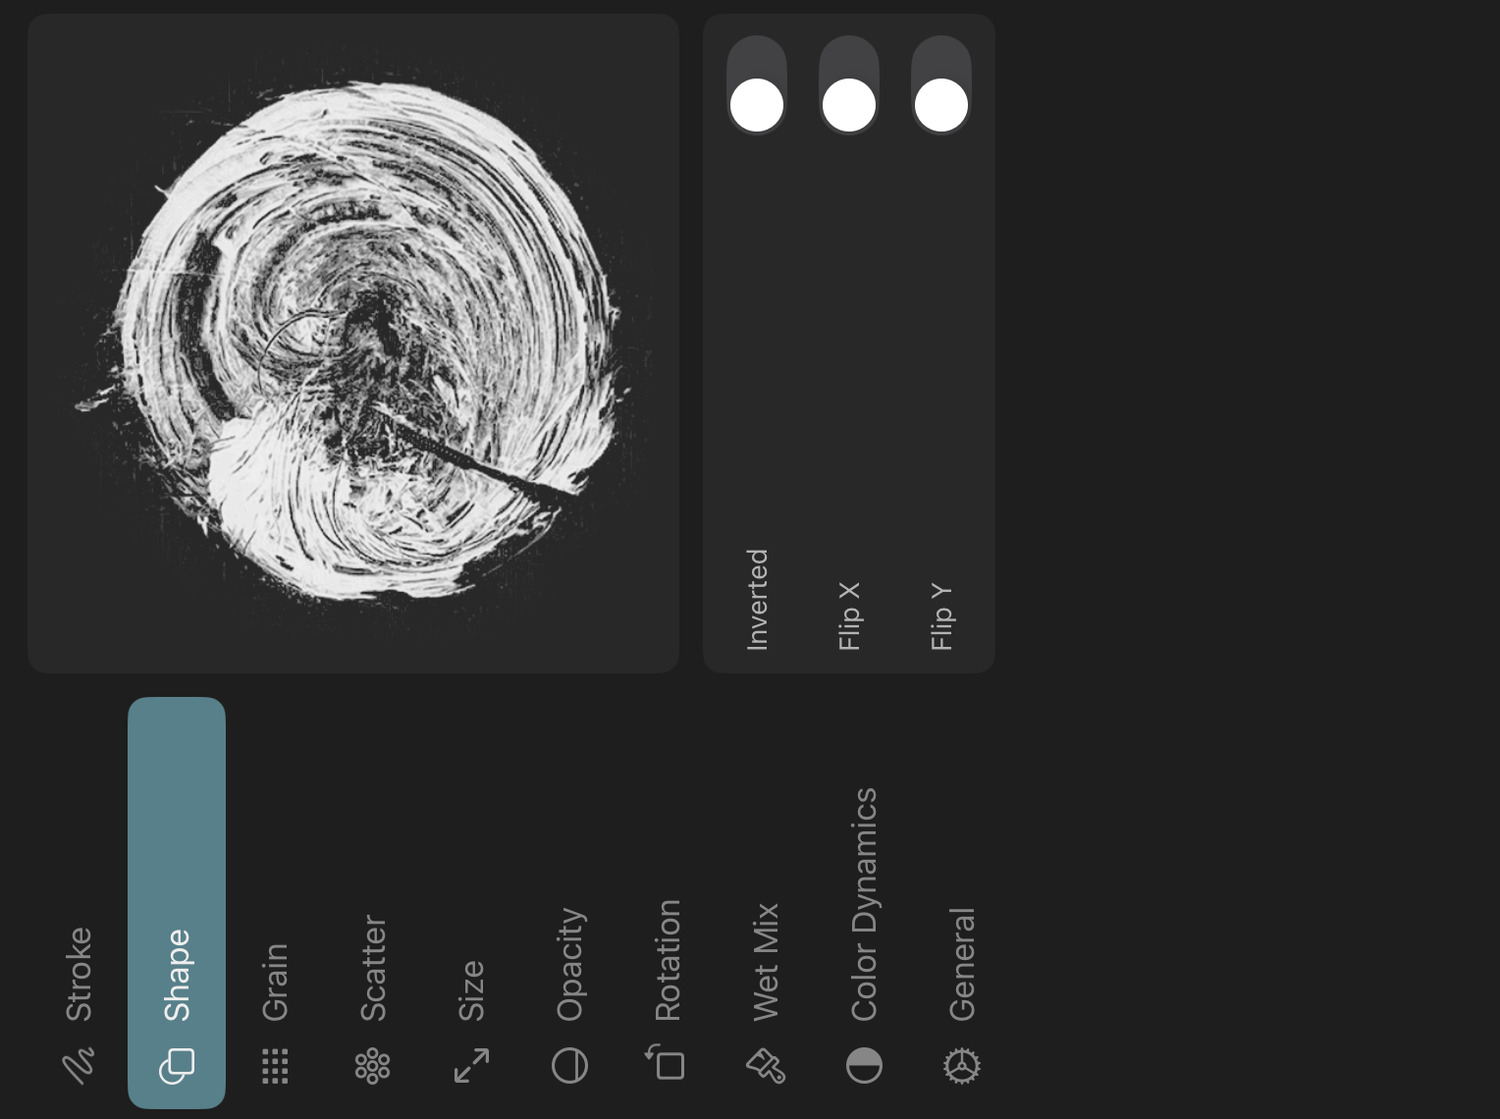 Stroke
Shape
Grain
Scatter
Size
Opacity
Rotation
Wet Mix
Color Dynamics
General
Inverted
Flip X
Flip Y